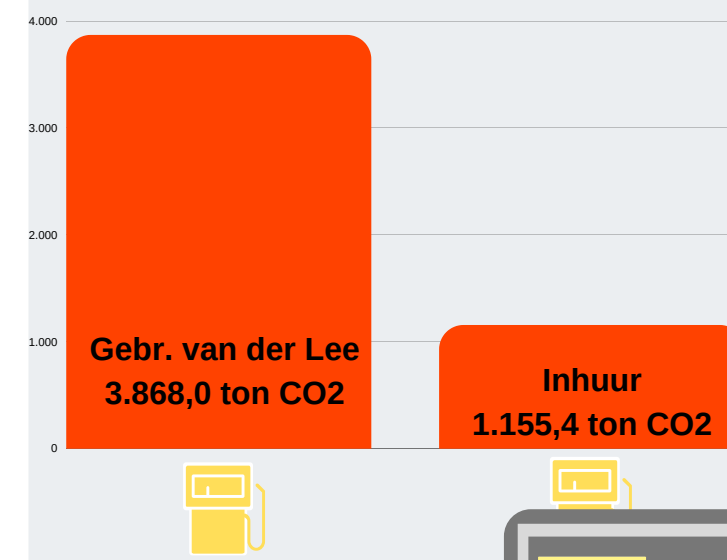 4.000
3.000
2.000
1.000
0
Gebr. van der Lee
3.868,0 ton CO2
Inhuur
1.155,4 ton CO2